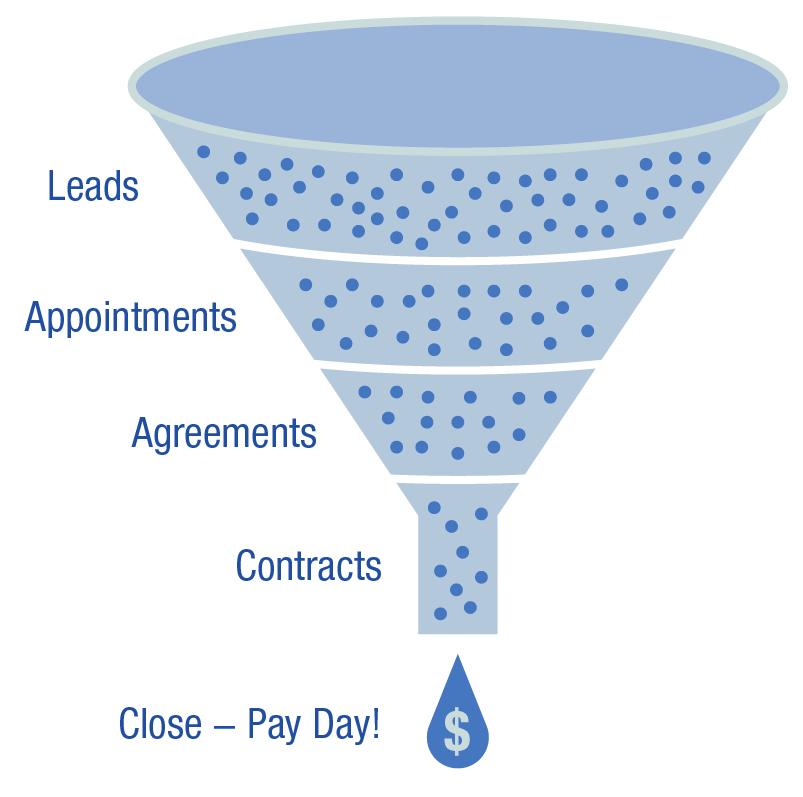 Leads
Appointments
Agreements
Contracts
Close – Pay Day!
$